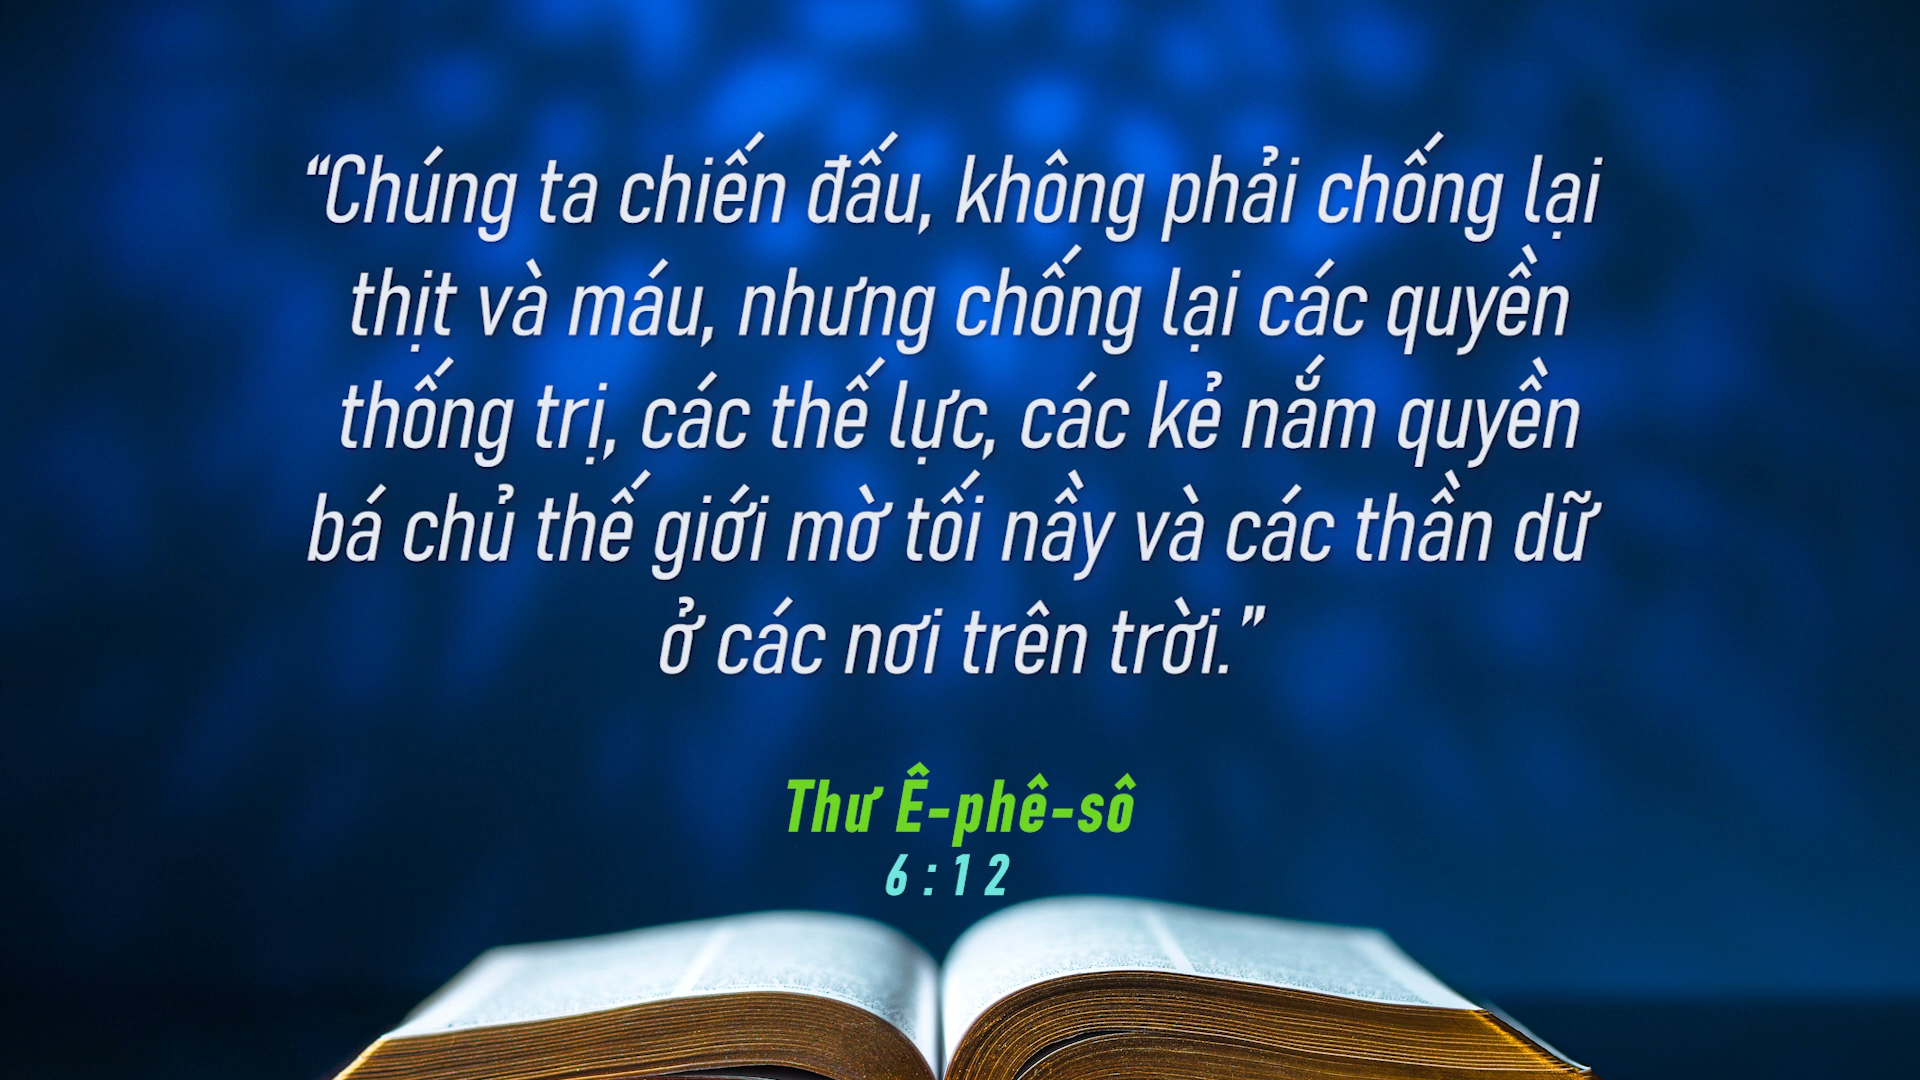 “Chúng ta chiến đấu, không phải chống lại
thịt và máu, nhưng chống lại các quyền
thống trị, các thế lực, các kẻ nắm quyền
bá chủ thế giới mờ tối nầy và các thần dữ
ở các nơi trên trời.”
Thư Ê-phê-sô
6:12